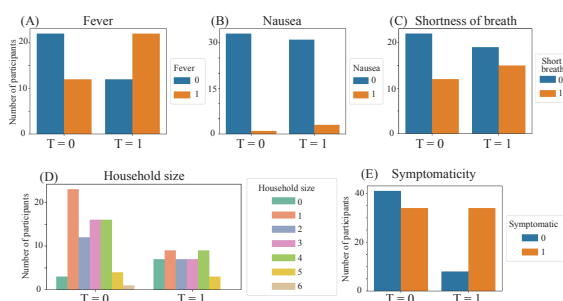 (A) Fever
Number of participants
20
10
0
T = 0 T = 1
Fever
0
1
(B) Nausea
30
15
0
T = 0 T = 1
Nausea
0
1
(C) Shortness of breath
20
10
0
T = 0 T = 1
Short
breath
0
1
(D) Household size
Number of participants
20
10
0
T = 0 T = 1
Household size
0
1
2
3
4
5
6
(E) Symptomaticity
Number of participants
40
20
0
T = 0 T = 1
Symptomatic
0
1